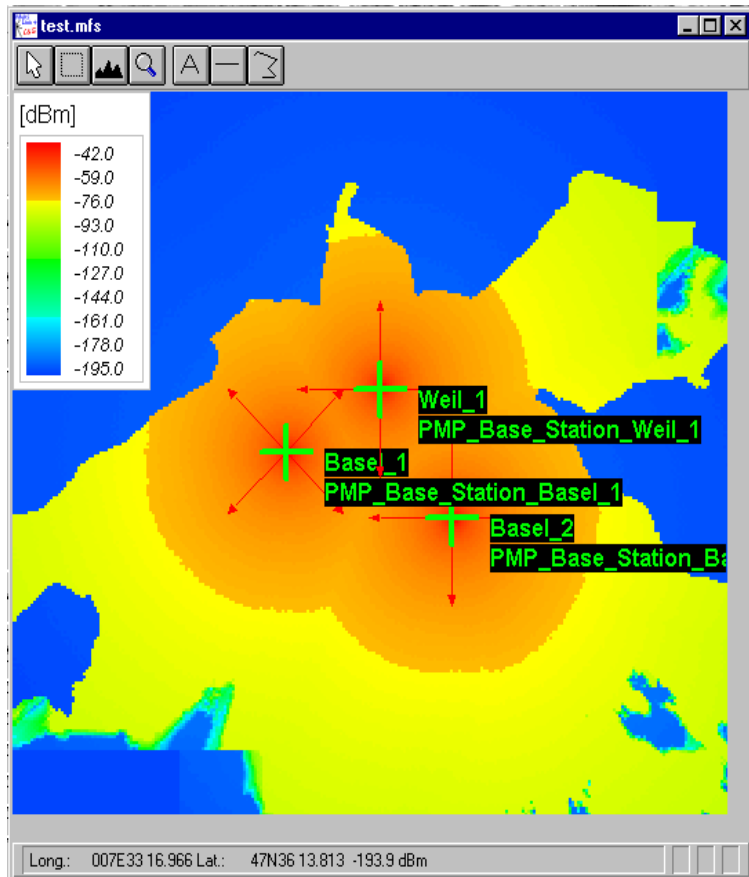 test.mfs
A
[dBm]
-42.0
-59.0
-76.0
-93.0
-110.0
-127.0
-144.0
-161.0
-178.0
-195.0
Weil_1
PMP_Base_Station_Weil_1
Basel_1
PMP_Base_Station_Basel_1
Basel_2
PMP_Base_Station_Ba
Long.: 007E33 16.966 Lat.: 47N36 13.813 -193.9 dBm